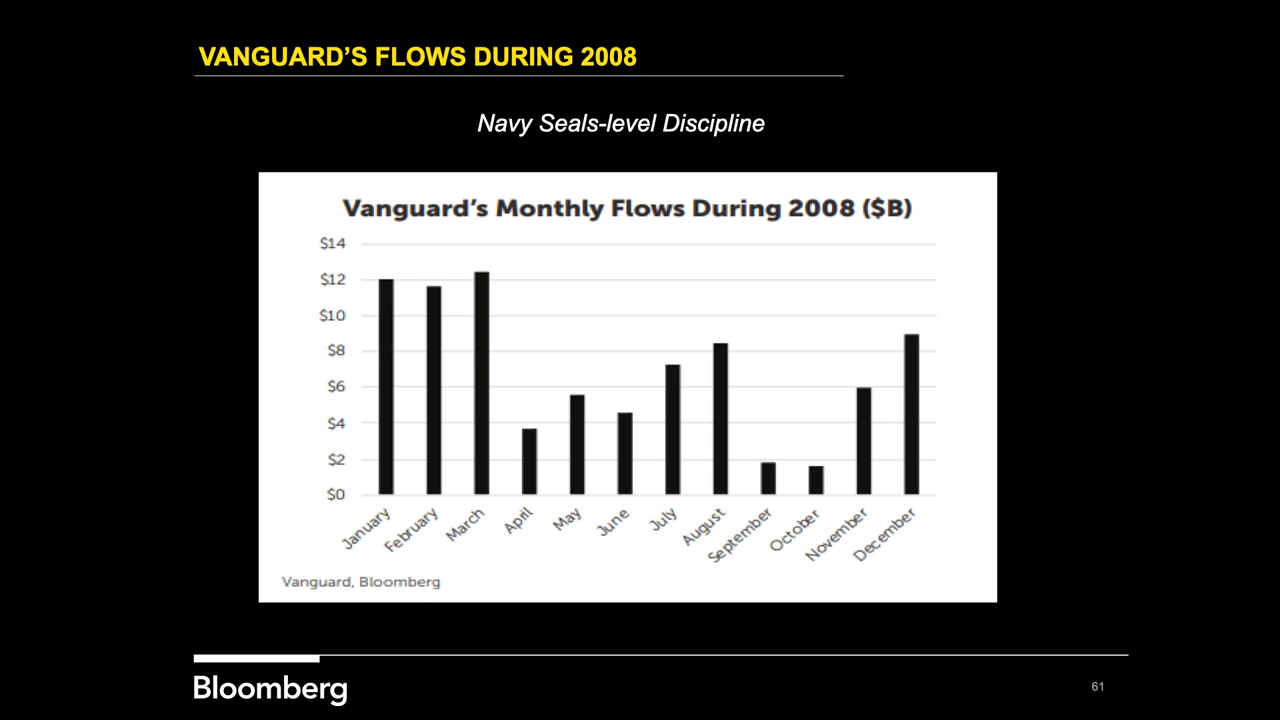 VANGUARD’S FLOWS DURING 2008
Navy Seals-level Discipline
Vanguard’s Monthly Flows During 2008 ($B)
$14
$12
$10
$8
$6
$4
$2
$0
January
February
March
April
May
June
July
August
September
October
November
December
Vanguard, Bloomberg
Bloomberg
61